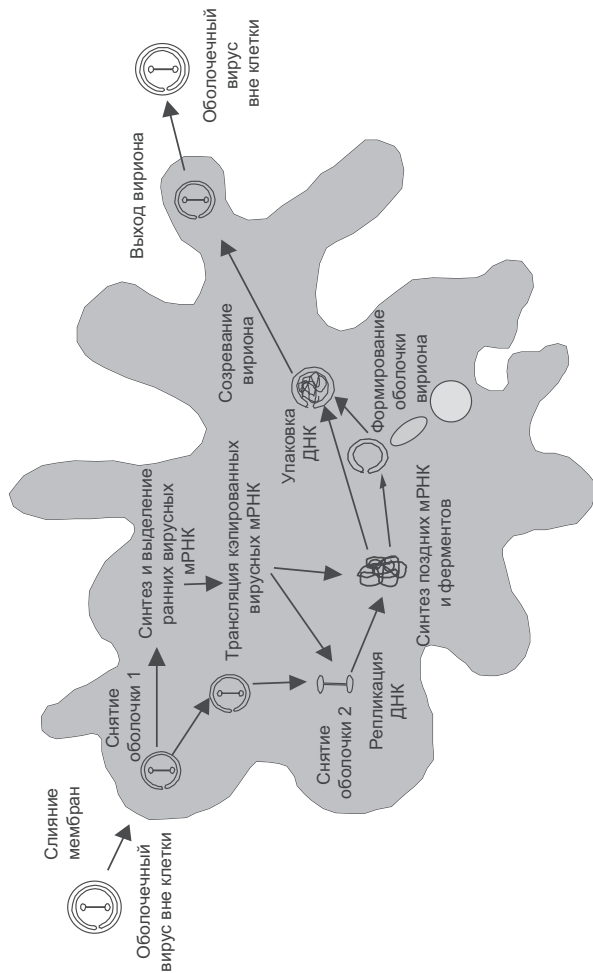 Оболочечный
вирус вне клетки
Слияние
мембран
Снятие
оболочки 1
Синтез и выделение
ранних вирусных
мРНК
Трансляция кэпированных
вирусных мРНК
Снятие
оболочки 2
Репликация
ДНК
Синтез поздних мРНК
и ферментов
Формирование
оболочки
вириона
Упаковка
ДНК
Созревание
вириона
Выход вириона
Оболочечный
вирус
вне клетки